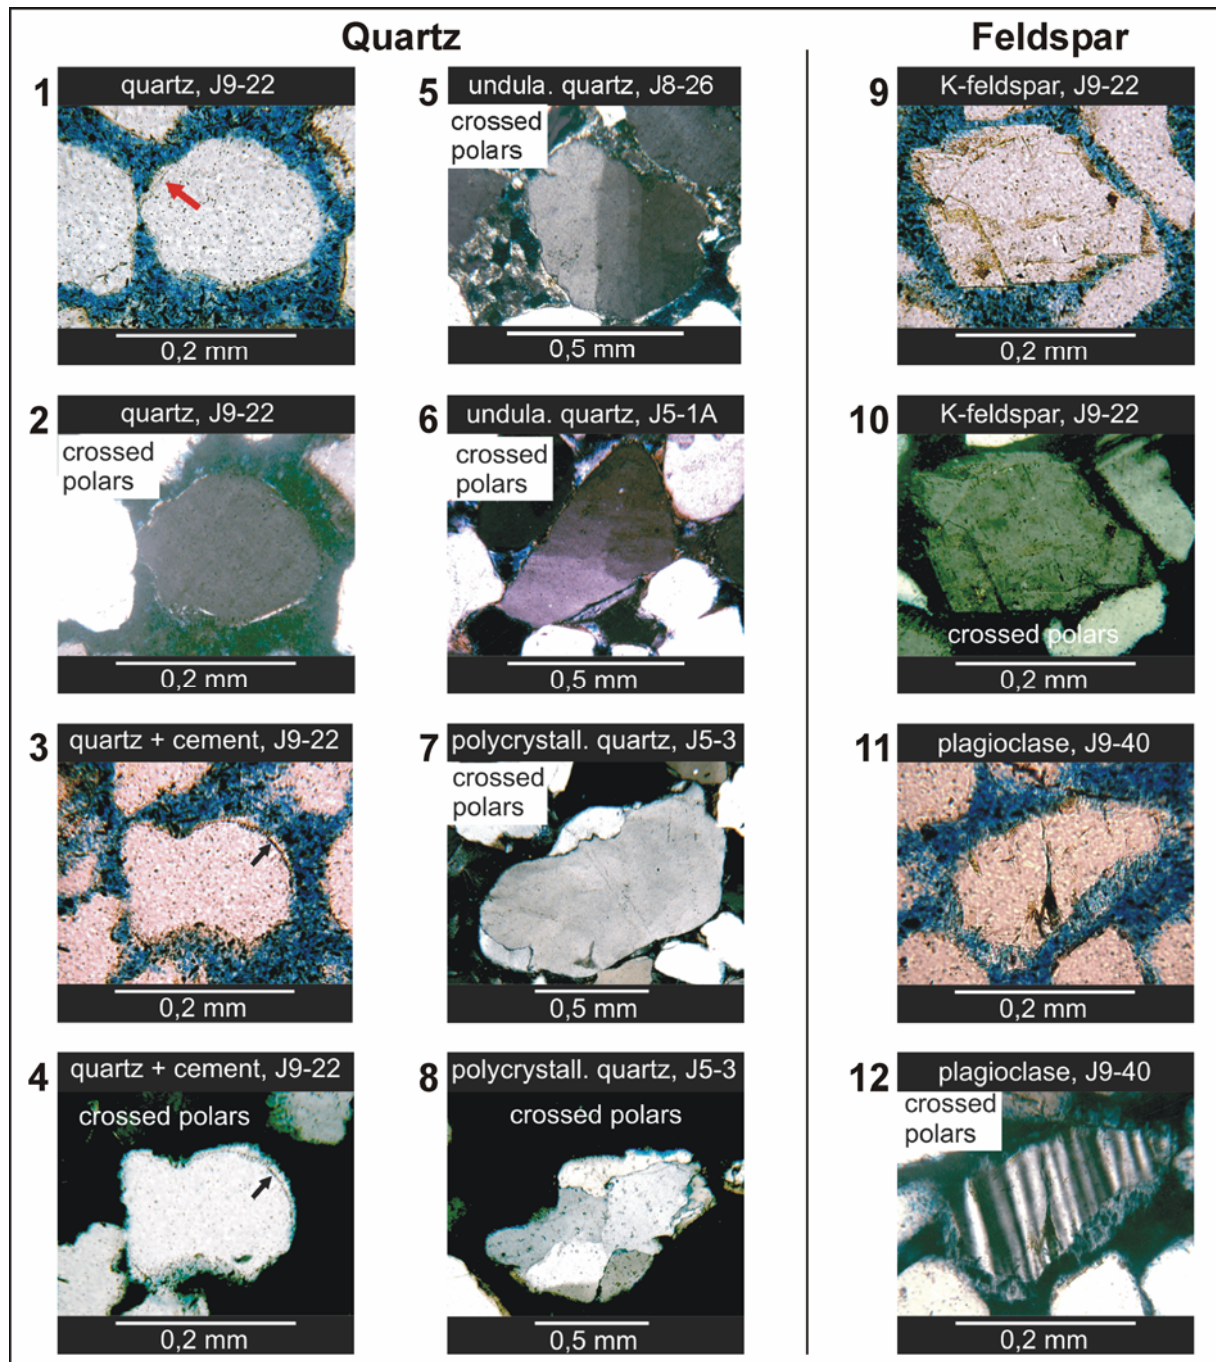 Quartz
1
quartz, J9-22
0,2 mm
2
quartz, J9-22
crossed
polars
0,2 mm
3
quartz + cement, J9-22
0,2 mm
4
quartz + cement, J9-22
crossed polars
0,2 mm
5
undula. quartz, J8-26
crossed
polars
0,5 mm
6
undula. quartz, J5-1A
crossed
polars
0,5 mm
7
polycrystall. quartz, J5-3
crossed
polars
0,5 mm
8
polycrystall. quartz, J5-3
crossed polars
0,5 mm
Feldspar
9
K-feldspar, J9-22
0,2 mm
10
K-feldspar, J9-22
crossed polars
0,2 mm
11
plagioclase, J9-40
0,2 mm
12
plagioclase, J9-40
crossed
polars
0,2 mm